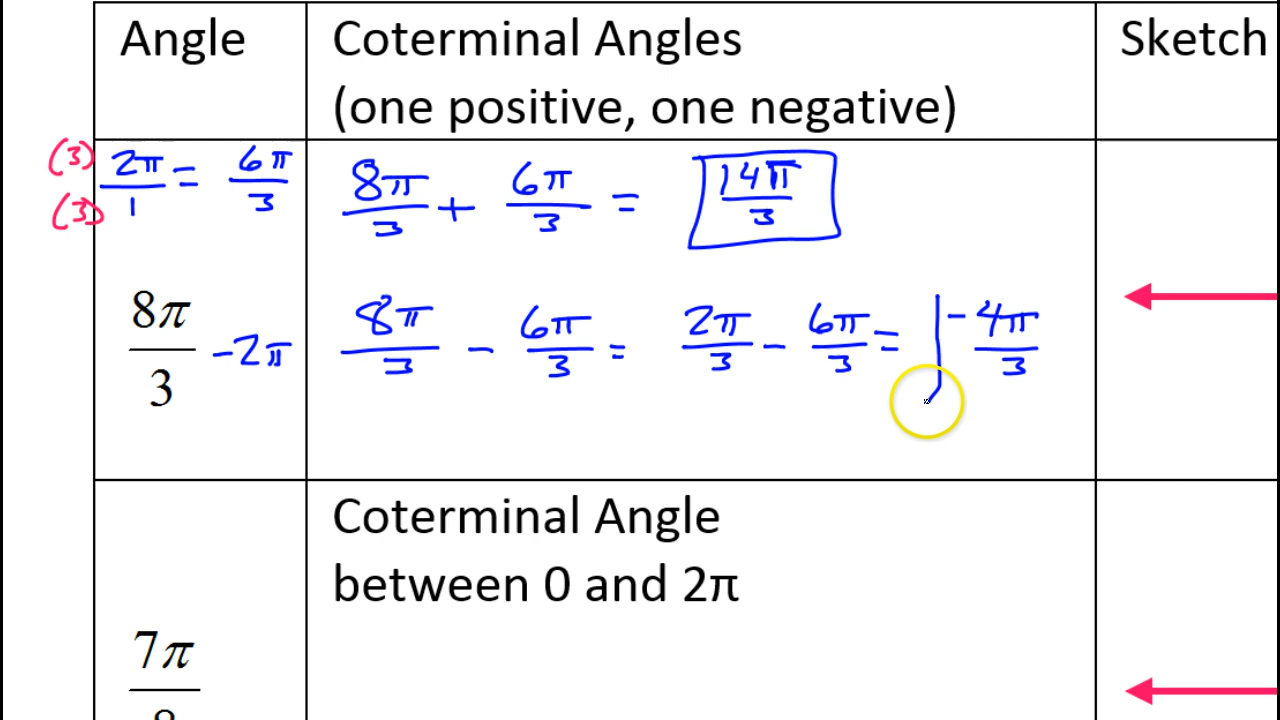 Angle
Coterminal Angles
(one positive, one negative)
Sketch
(3) 2π/1 (3) = 6π/3
8π/3 + 6π/3 = 14π/3
8π/3 -2π
8π/3 - 6π/3 = 2π/3 - 6π/3 = -4π/3
Coterminal Angle
between 0 and 2π
7π